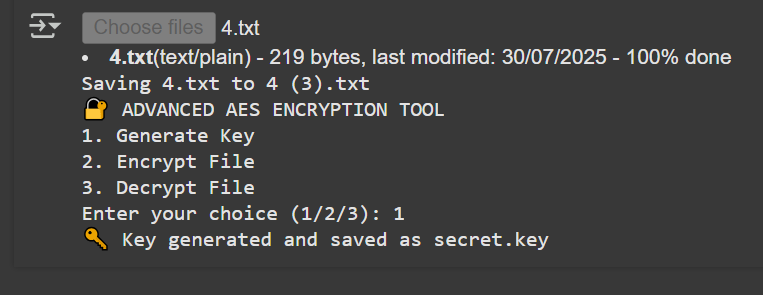 Choose files 4.txt
• 4.txt(text/plain) - 219 bytes, last modified: 30/07/2025 - 100% done
Saving 4.txt to 4 (3).txt
🔐 ADVANCED AES ENCRYPTION TOOL
1. Generate Key
2. Encrypt File
3. Decrypt File
Enter your choice (1/2/3): 1
🔑 Key generated and saved as secret.key